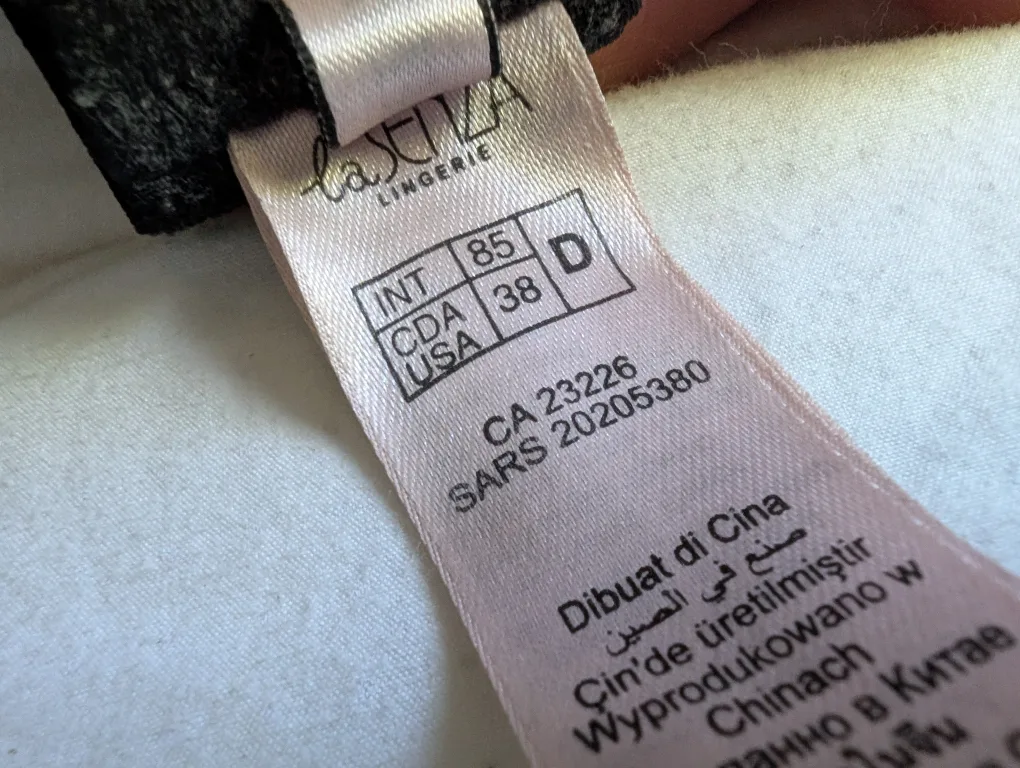 la SENZA
LINGERIE
INT 85 D
CDA USA 38
CA 23226
SARS 20205380
Dibuat di Cina
صنع في الصين
Çin'de üretilmiştir
Wyprodukowano w
Chinach
в Китае